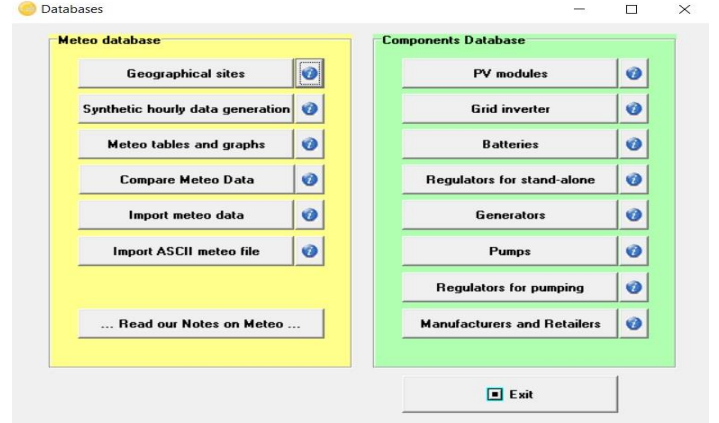 Databases
Meteo database
Geographical sites
Synthetic hourly data generation
Meteo tables and graphs
Compare Meteo Data
Import meteo data
Import ASCII meteo file
... Read our Notes on Meteo ...
Components Database
PV modules
Grid inverter
Batteries
Regulators for stand-alone
Generators
Pumps
Regulators for pumping
Manufacturers and Retailers
Exit